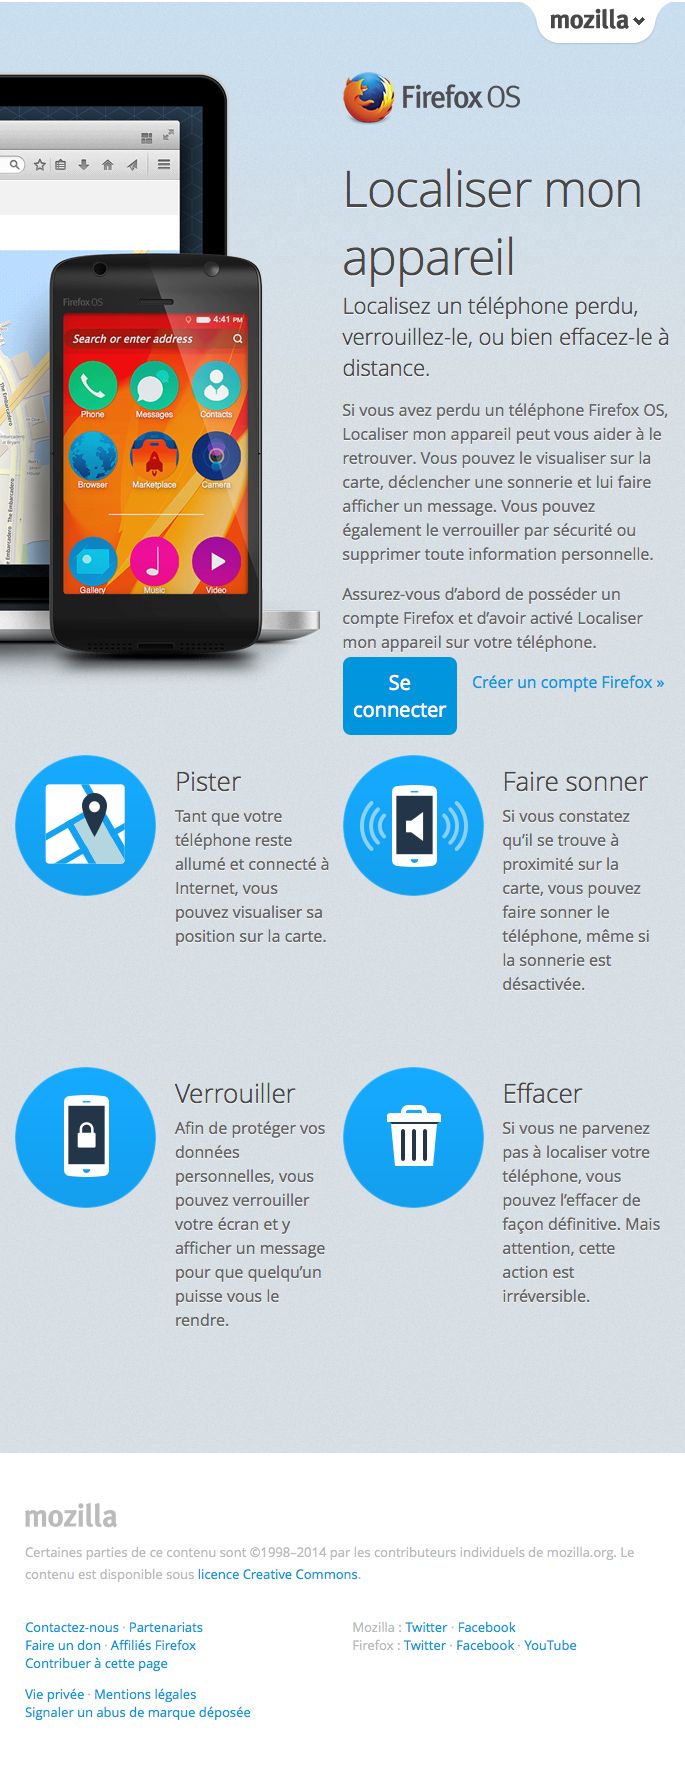 mozilla
Firefox OS
Localiser mon
appareil
Localisez un téléphone perdu,
verrouillez-le, ou bien effacez-le à
distance.
Si vous avez perdu un téléphone Firefox OS,
Localiser mon appareil peut vous aider à le
retrouver. Vous pouvez le visualiser sur la
carte, déclencher une sonnerie et lui faire
afficher un message. Vous pouvez
également le verrouiller par sécurité ou
supprimer toute information personnelle.
Assurez-vous d’abord de posséder un
compte Firefox et d’avoir activé Localiser
mon appareil sur votre téléphone.
Se
connecter
Créer un compte Firefox »
Firefox OS
4:41 PM
Search or enter address
Phone Messages Contacts
Browser Marketplace Camera
Gallery Music Video
The Embarcadero
The Embarcadero
Pister
Tant que votre
téléphone reste
allumé et connecté à
Internet, vous
pouvez visualiser sa
position sur la carte.
Faire sonner
Si vous constatez
qu’il se trouve à
proximité sur la
carte, vous pouvez
faire sonner le
téléphone, même si
la sonnerie est
désactivée.
Verrouiller
Afin de protéger vos
données
personnelles, vous
pouvez verrouiller
votre écran et y
afficher un message
pour que quelqu’un
puisse vous le
rendre.
Effacer
Si vous ne parvenez
pas à localiser votre
téléphone, vous
pouvez l’effacer de
façon définitive. Mais
attention, cette
action est
irréversible.
mozilla
Certaines parties de ce contenu sont ©1998–2014 par les contributeurs individuels de mozilla.org. Le
contenu est disponible sous licence Creative Commons.
Contactez-nous · Partenariats
Faire un don · Affiliés Firefox
Contribuer à cette page
Vie privée · Mentions légales
Signaler un abus de marque déposée
Mozilla : Twitter · Facebook
Firefox : Twitter · Facebook · YouTube